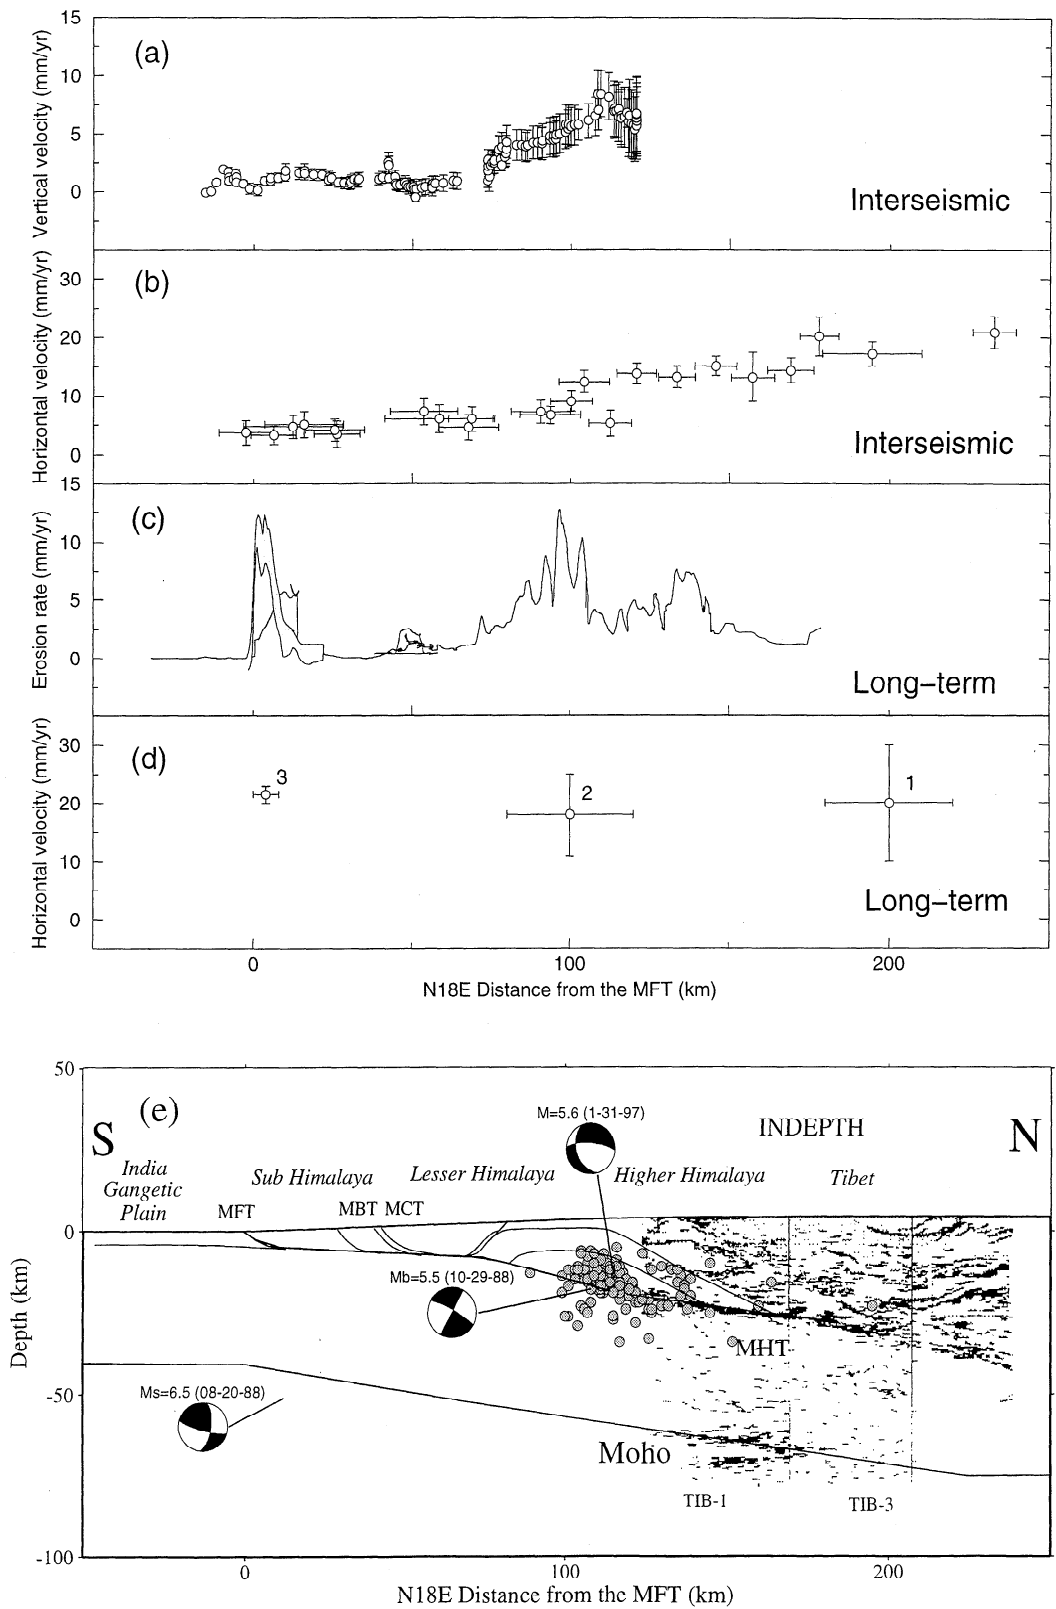 15
(a)
10
5
0
Vertical velocity (mm/yr)
Interseismic
30
(b)
20
10
0
Horizontal velocity (mm/yr)
Interseismic
15
(c)
10
5
0
Erosion rate (mm/yr)
Long-term
30
(d)
20
10
0
Horizontal velocity (mm/yr)
3
2
1
Long-term
0 100 200
N18E Distance from the MFT (km)
50
(e)
M=5.6 (1-31-97)
INDEPTH
S
N
India
Gangetic
Plain
Sub Himalaya
Lesser Himalaya
Higher Himalaya
Tibet
MFT
MBT MCT
0
Mb=5.5 (10-29-88)
Depth (km)
MHT
-50
Ms=6.5 (08-20-88)
Moho
TIB-1
TIB-3
-100
0 100 200
N18E Distance from the MFT (km)